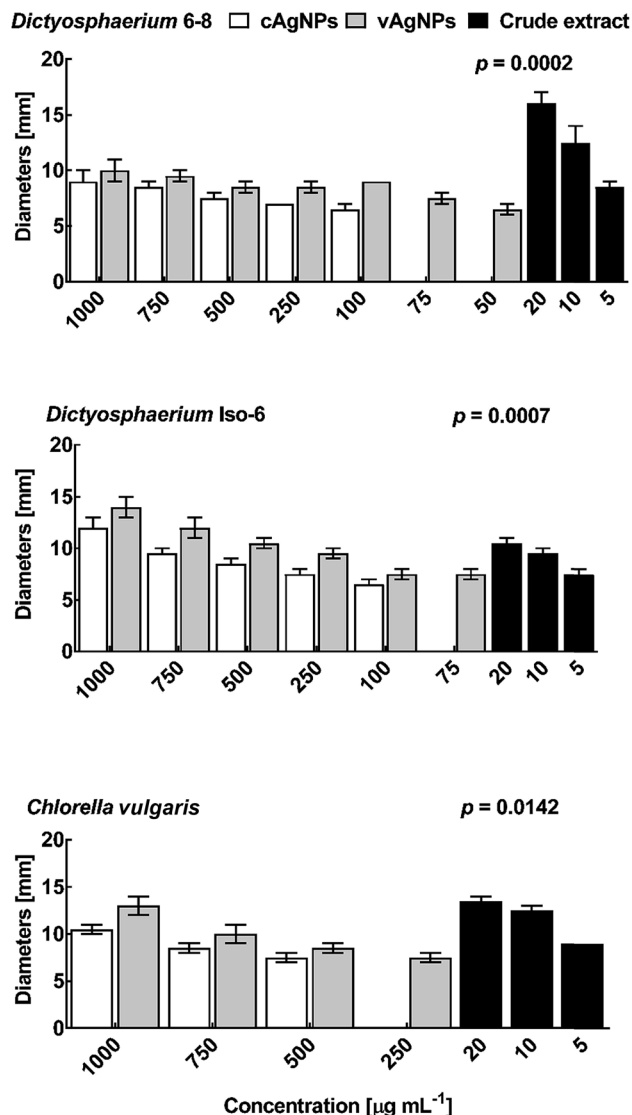 Dictyosphaerium 6-8 cAgNPs vAgNPs Crude extract
p = 0.0002
Diameters [mm]
20
15
10
5
0
1000 750 500 250 100 75 50 20 10 5
Dictyosphaerium Iso-6
p = 0.0007
Diameters [mm]
20
15
10
5
0
1000 750 500 250 100 75 20 10 5
Chlorella vulgaris
p = 0.0142
Diameters [mm]
20
15
10
5
0
1000 750 500 250 20 10 5
Concentration [µg mL⁻¹]